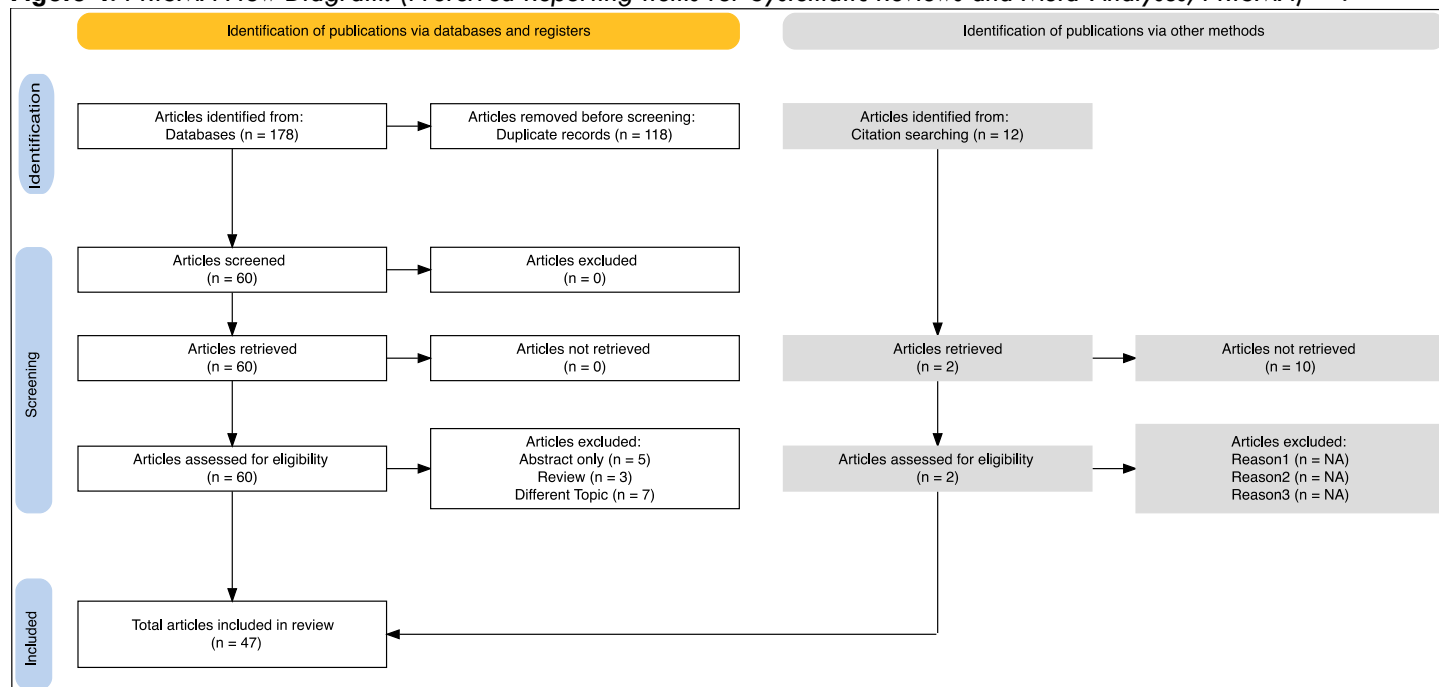 Identification of publications via databases and registers
Identification of publications via other methods
Identification
Articles identified from:
Databases (n = 178)
Articles removed before screening:
Duplicate records (n = 118)
Articles identified from:
Citation searching (n = 12)
Screening
Articles screened
(n = 60)
Articles excluded
(n = 0)
Articles retrieved
(n = 60)
Articles not retrieved
(n = 0)
Articles retrieved
(n = 2)
Articles not retrieved
(n = 10)
Articles assessed for eligibility
(n = 60)
Articles excluded:
Abstract only (n = 5)
Review (n = 3)
Different Topic (n = 7)
Articles assessed for eligibility
(n = 2)
Articles excluded:
Reason1 (n = NA)
Reason2 (n = NA)
Reason3 (n = NA)
Included
Total articles included in review
(n = 47)